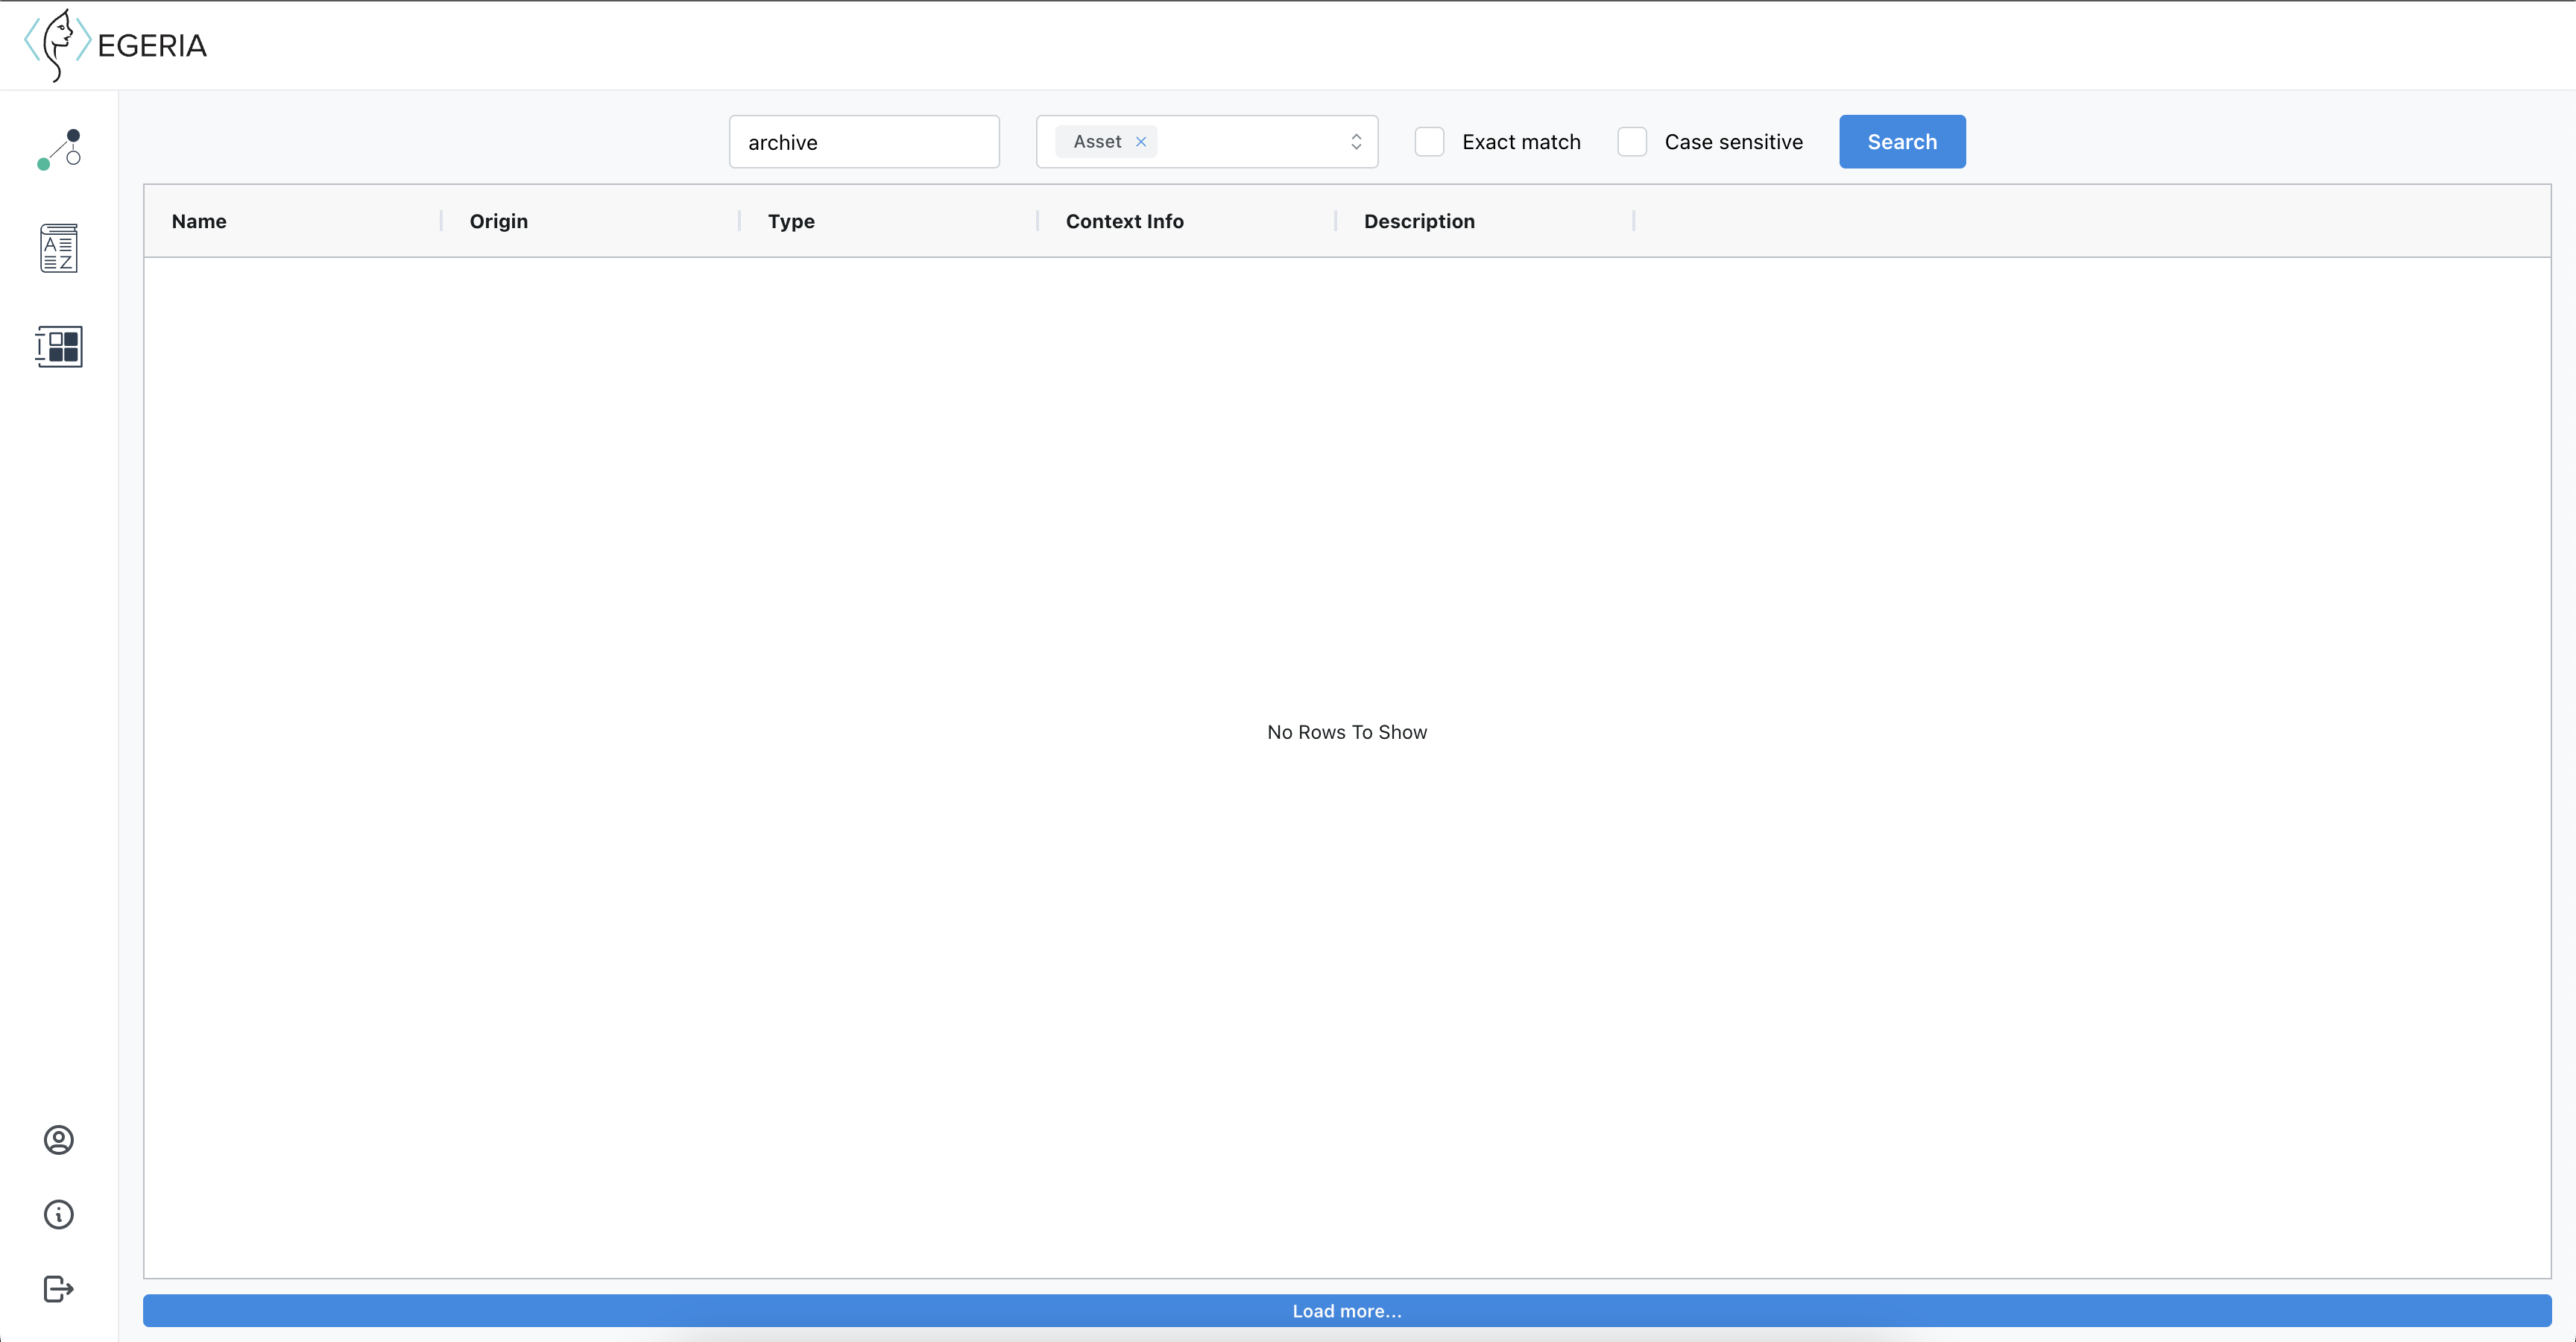 EGERIA
archive
Asset
Exact match
Case sensitive
Search
Name
Origin
Type
Context Info
Description
A
Z
No Rows To Show
Load more...